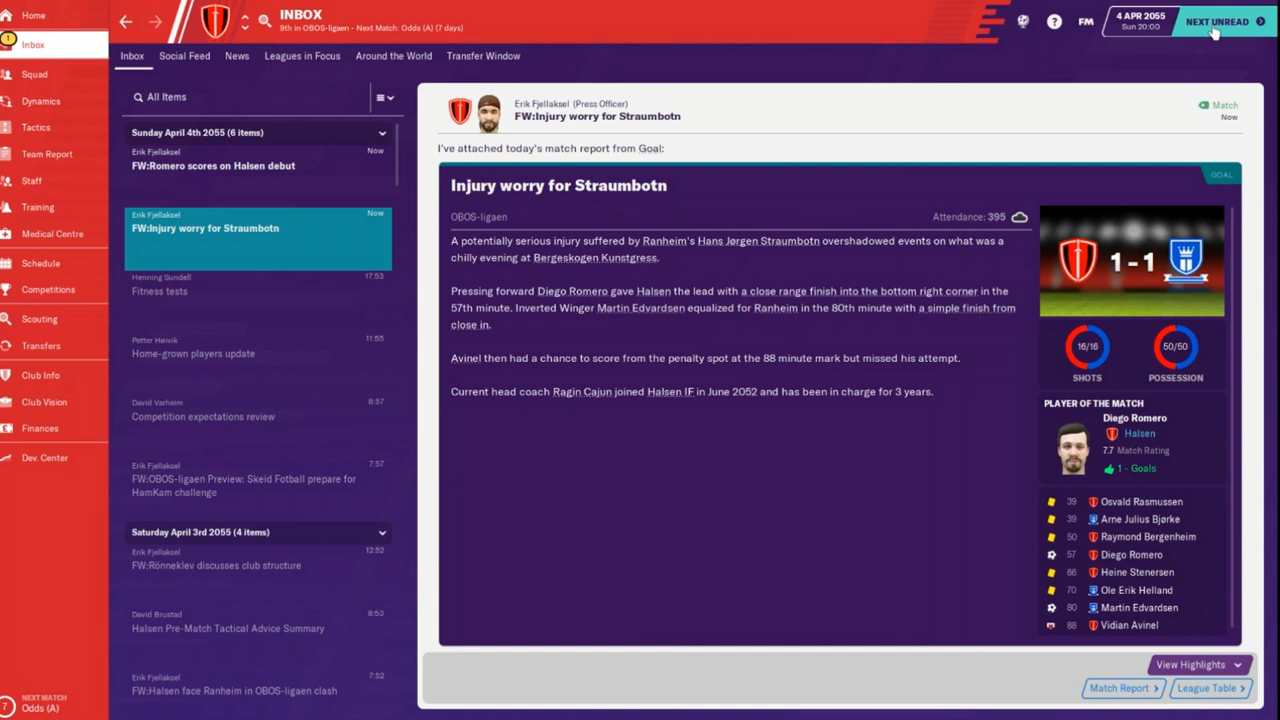 Home
1
Inbox
Squad
Dynamics
Tactics
Team Report
Staff
Training
Medical Centre
Schedule
Competitions
Scouting
Transfers
Club Info
Club Vision
Finances
Dev. Center
7
NEXT MATCH
Odds (A)
INBOX
9th in OBOS-ligaen - Next Match: Odds (A) (7 days)
?
FM
4 APR 2055
Sun 20:00
NEXT UNREAD
Inbox
Social Feed
News
Leagues in Focus
Around the World
Transfer Window
All Items
Sunday April 4th 2055 (6 items)
Erik Fjellaksel
Now
FW:Romero scores on Halsen debut
Erik Fjellaksel
Now
FW:Injury worry for Straumbotn
Henning Sundell
17:53
Fitness tests
Petter Høivik
11:55
Home-grown players update
David Varheim
8:57
Competition expectations review
Erik Fjellaksel
7:57
FW:OBOS-ligaen Preview: Skeid Fotball prepare for
HamKam challenge
Saturday April 3rd 2055 (4 items)
Erik Fjellaksel
12:52
FW:Rönneklev discusses club structure
David Brustad
8:53
Halsen Pre-Match Tactical Advice Summary
Erik Fjellaksel
7:52
FW:Halsen face Ranheim in OBOS-ligaen clash
Erik Fjellaksel (Press Officer)
FW:Injury worry for Straumbotn
Match
Now
I've attached today's match report from Goal:
Injury worry for Straumbotn
GOAL
OBOS-ligaen
Attendance: 395
A potentially serious injury suffered by Ranheim's Hans Jørgen Straumbotn overshadowed events on what was a
chilly evening at Bergeskogen Kunstgress.
Pressing forward Diego Romero gave Halsen the lead with a close range finish into the bottom right corner in the
57th minute. Inverted Winger Martin Edvardsen equalized for Ranheim in the 80th minute with a simple finish from
close in.
Avinel then had a chance to score from the penalty spot at the 88 minute mark but missed his attempt.
Current head coach Ragin Cajun joined Halsen IF in June 2052 and has been in charge for 3 years.
1 - 1
16/16
SHOTS
50/50
POSSESSION
PLAYER OF THE MATCH
Diego Romero
Halsen
7.7 Match Rating
1 - Goals
39 Osvald Rasmussen
39 Arne Julius Bjørke
50 Raymond Bergenheim
57 Diego Romero
66 Heine Stenersen
70 Ole Erik Helland
80 Martin Edvardsen
88 Vidian Avinel
View Highlights
Match Report
League Table